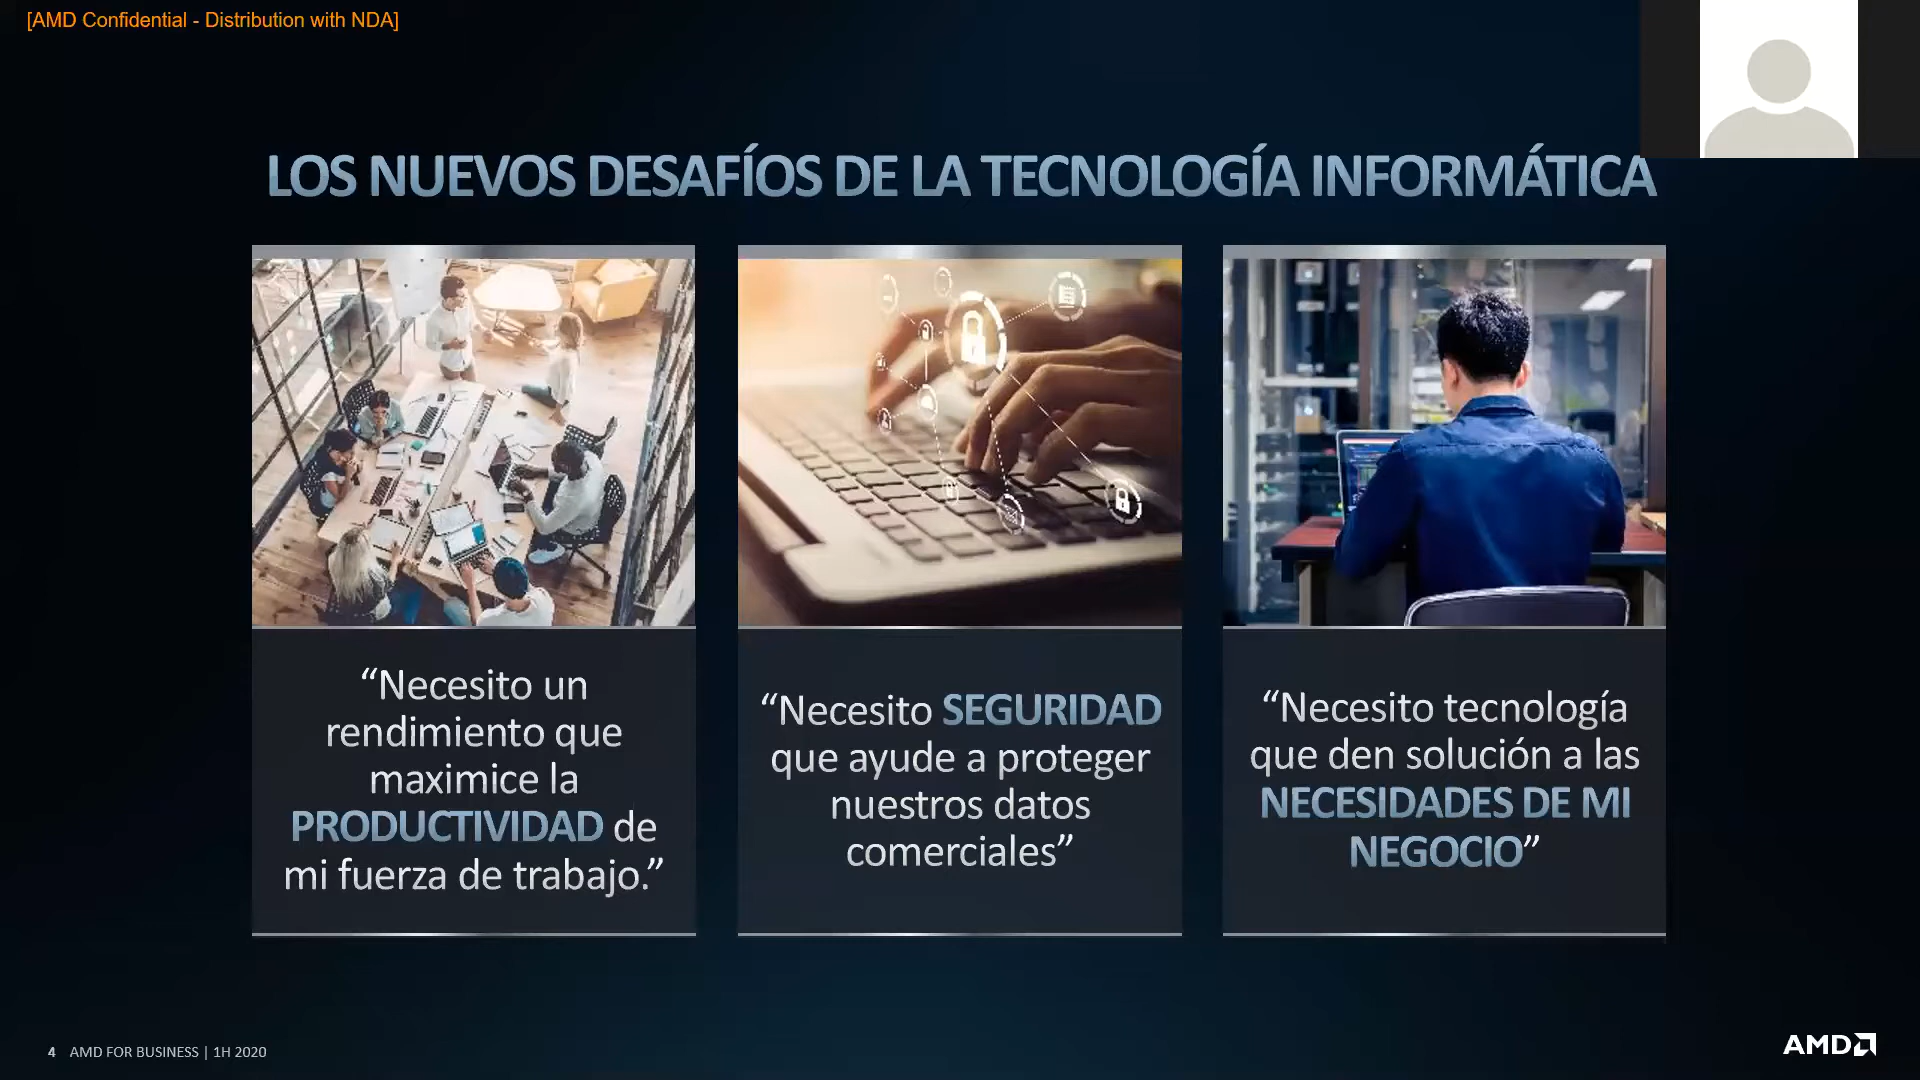 [AMD Confidential - Distribution with NDA]
LOS NUEVOS DESAFÍOS DE LA TECNOLOGÍA INFORMÁTICA
“Necesito un
rendimiento que
maximice la
PRODUCTIVIDAD de
mi fuerza de trabajo.”
“Necesito SEGURIDAD
que ayude a proteger
nuestros datos
comerciales”
“Necesito tecnología
que den solución a las
NECESIDADES DE MI
NEGOCIO”
4 AMD FOR BUSINESS | 1H 2020
AMD